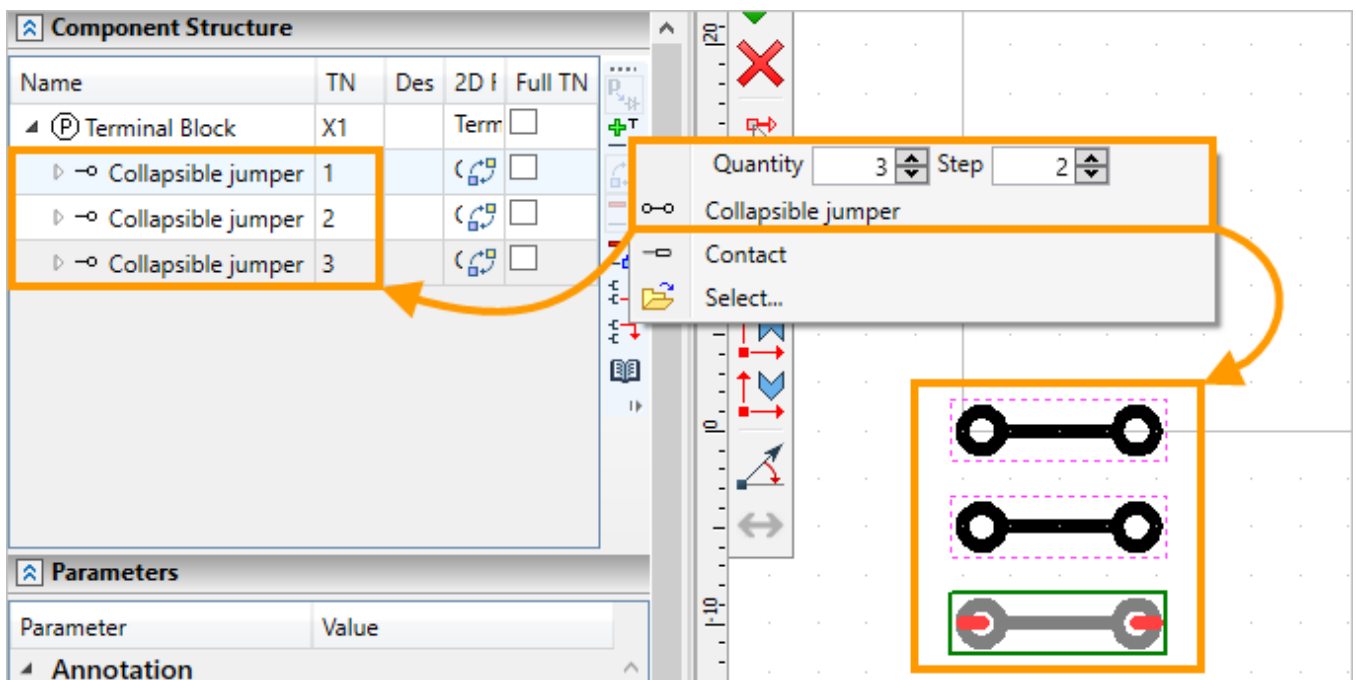 Component Structure
Name TN Des 2D F Full TN
Terminal Block X1 Term
Collapsible jumper 1
Collapsible jumper 2
Collapsible jumper 3
Parameters
Parameter Value
Annotation
Quantity 3 Step 2
Collapsible jumper
Contact
Select...
20
0
-10